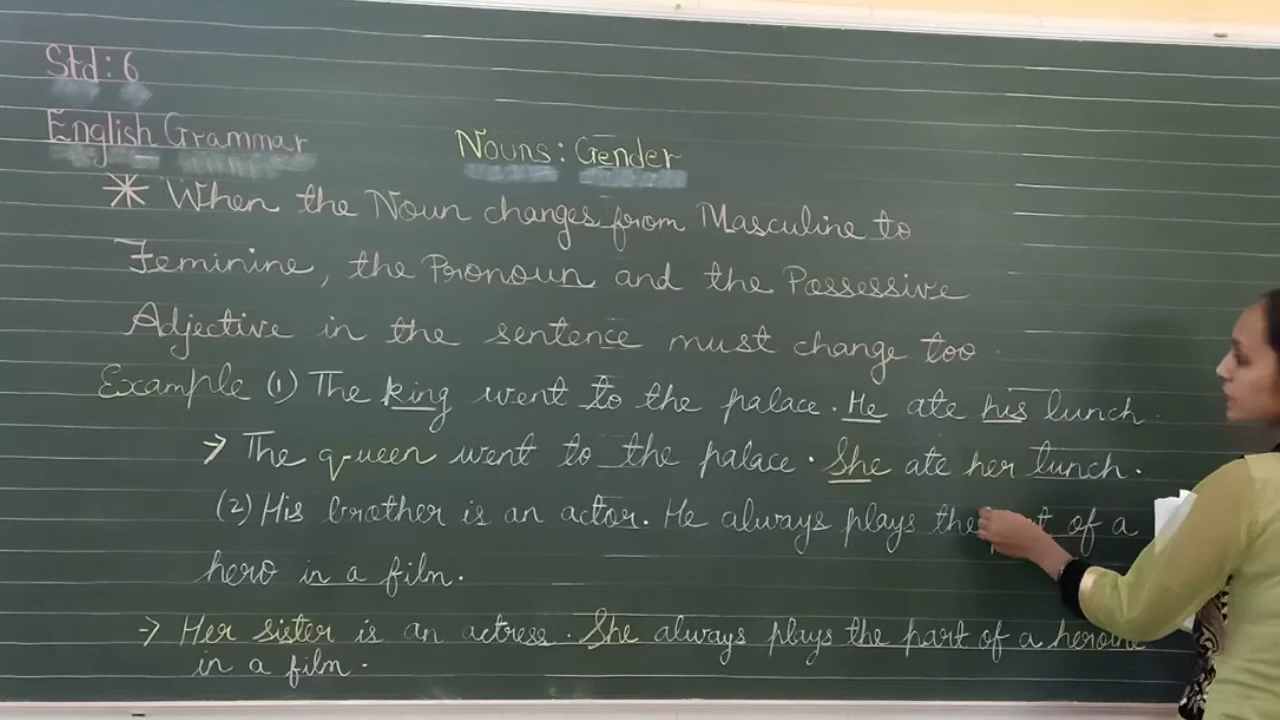 Std: 6
English Grammar
Nouns: Gender
* When the Noun changes from Masculine to
Feminine, the Pronoun and the Possessive
Adjective in the sentence must change too.
Example (1) The king went to the palace. He ate his lunch.
→ The queen went to the palace. She ate her lunch.
(2) His brother is an actor. He always plays the of a
hero in a film.
→ Her sister is an actress. She always plays the part of a heroine
in a film.